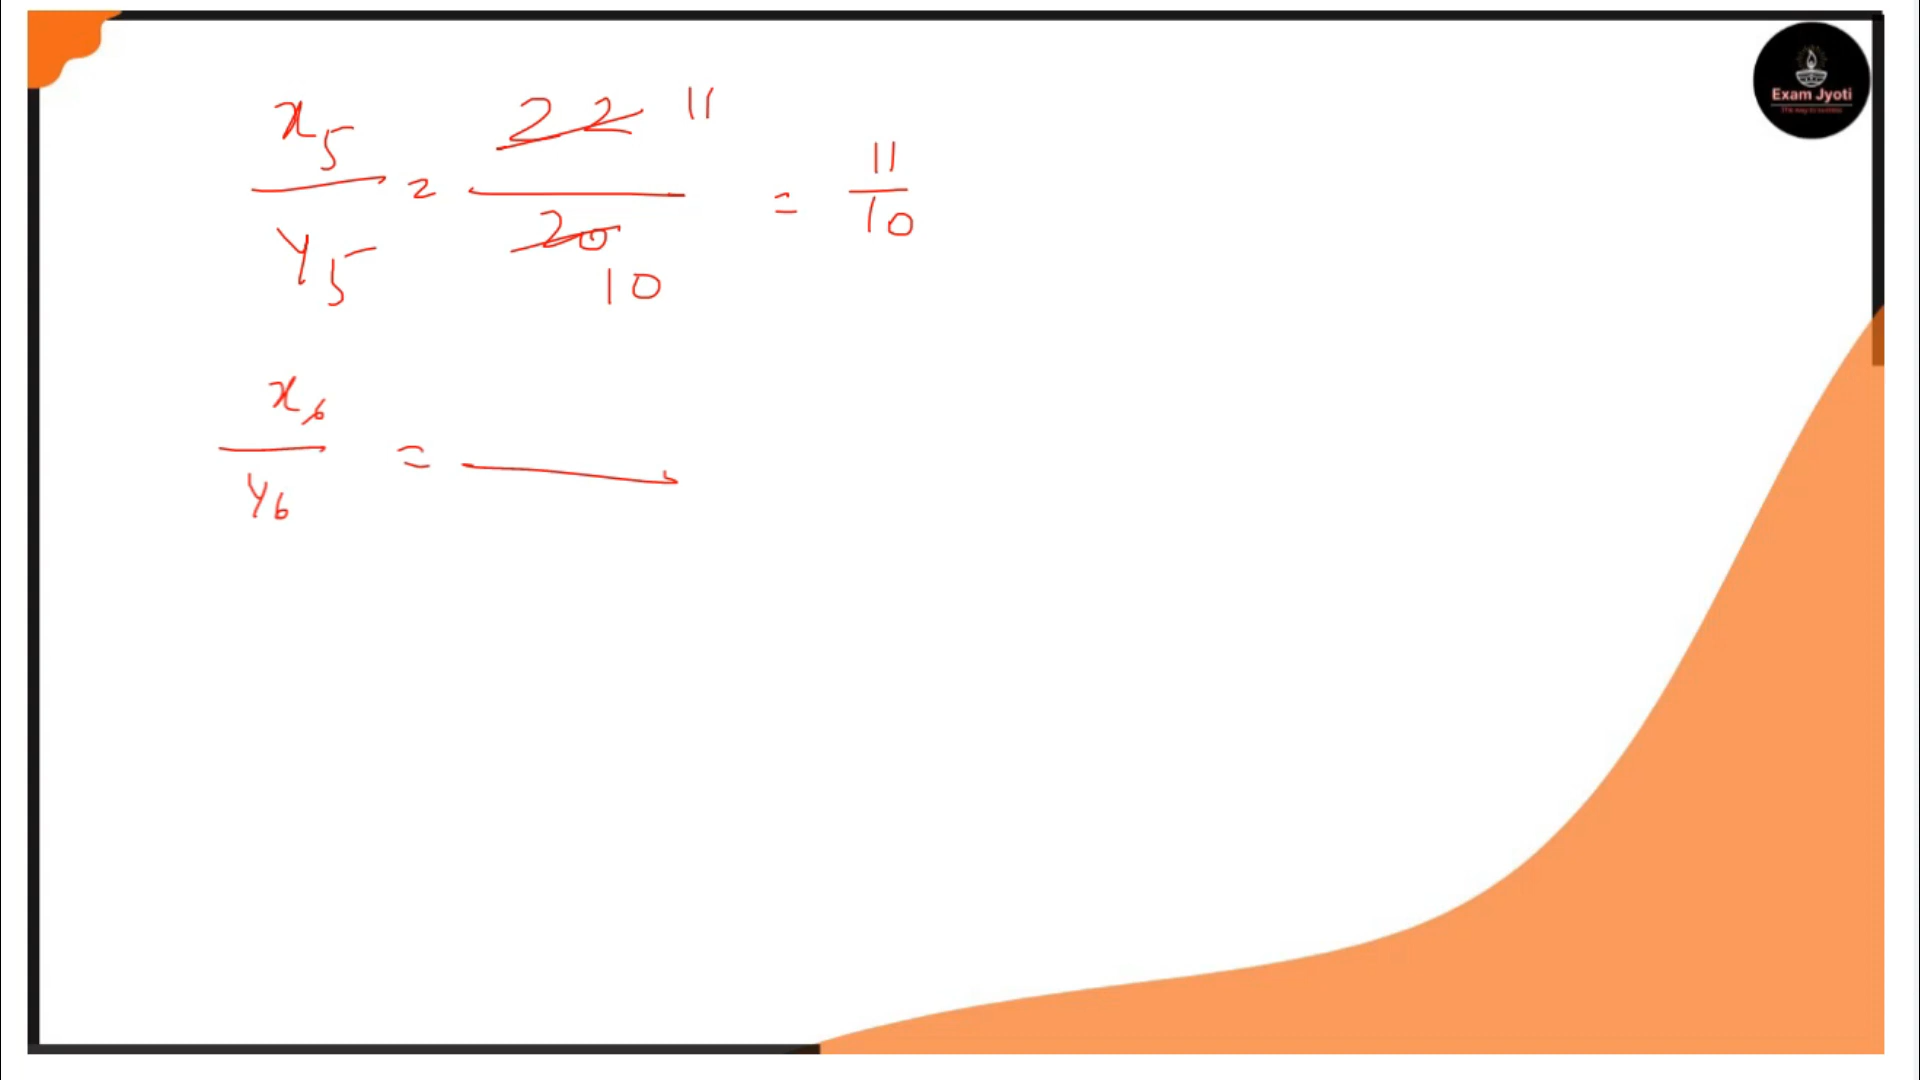 x5 / y5 = 22 11 / 20 10 = 11 / 10
x6 / y6 =
Exam Jyoti